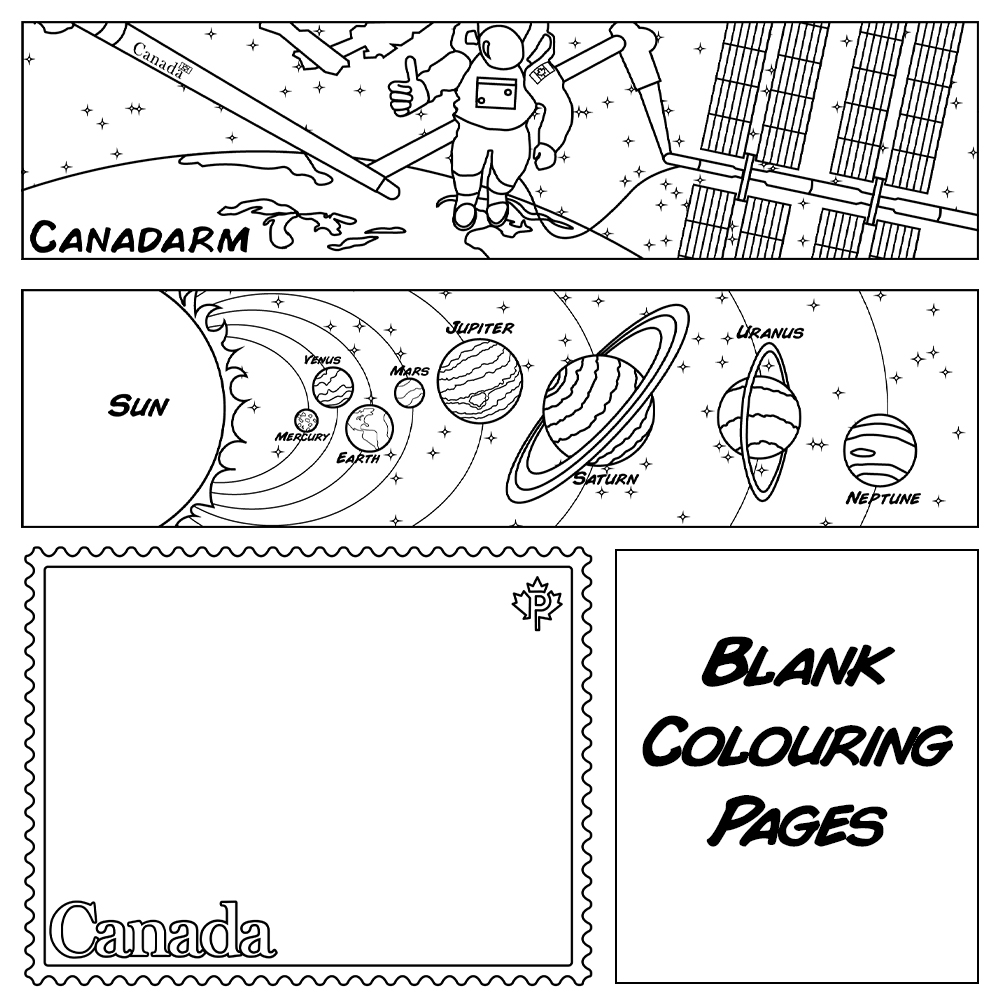 Canada
CANADARM
SUN
MERCURY
VENUS
EARTH
MARS
JUPITER
SATURN
URANUS
NEPTUNE
P
Canada
BLANK
COLOURING
PAGES